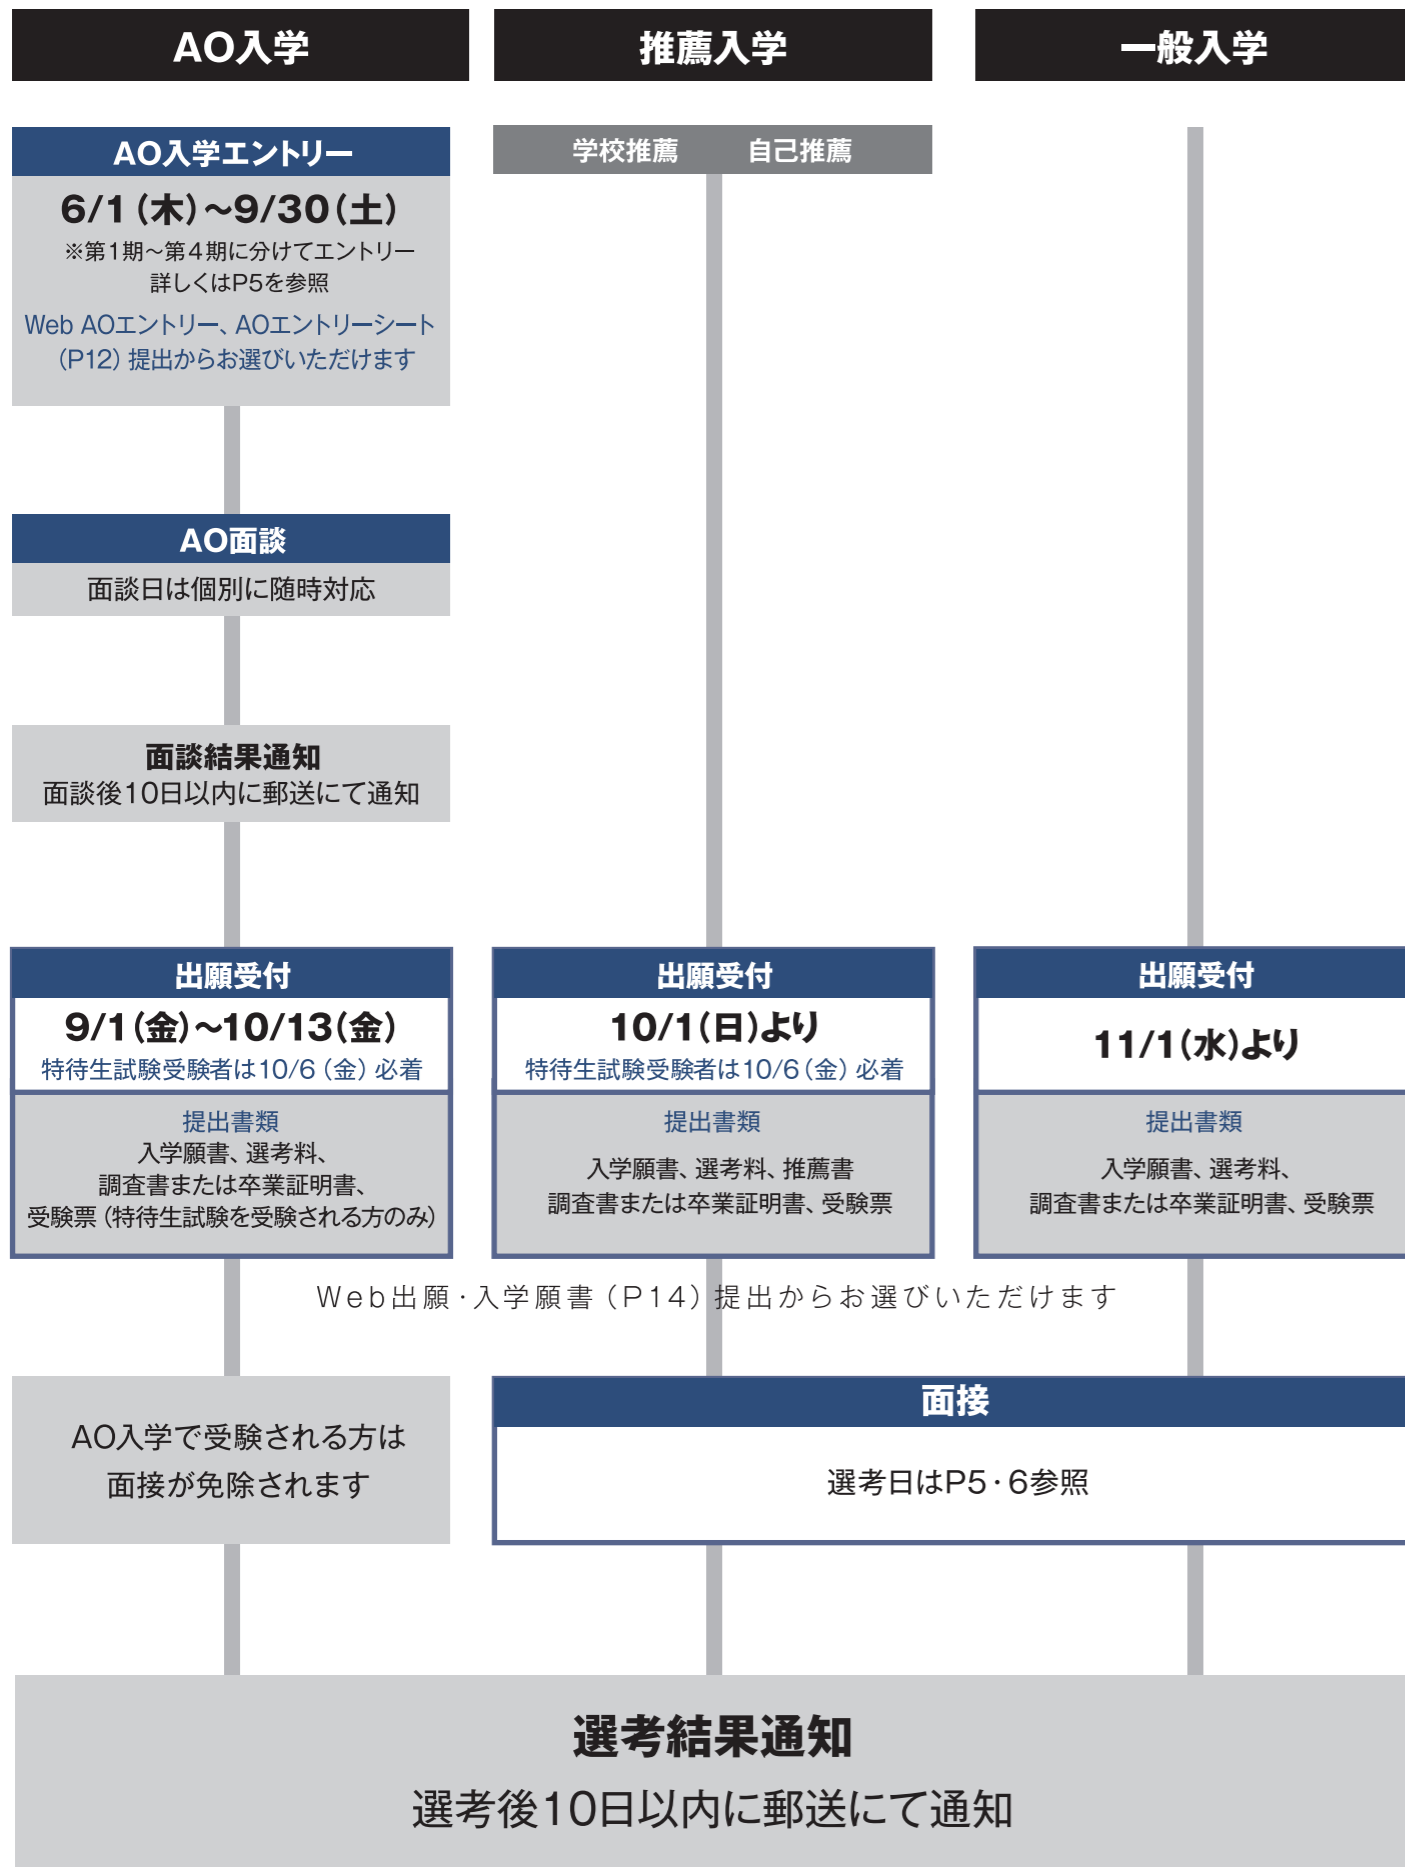 AO入学
推薦入学
一般入学
AO入学エントリー
6/1（木）～9/30（土）
※第1期～第4期に分けてエントリー
詳しくはP5を参照
Web AOエントリー、AOエントリーシート
（P12）提出からお選びいただけます
学校推薦 自己推薦
AO面談
面談日は個別に随時対応
面談結果通知
面談後10日以内に郵送にて通知
出願受付
9/1（金）～10/13（金）
特待生試験受験者は10/6（金）必着
提出書類
入学願書、選考料、
調査書または卒業証明書、
受験票（特待生試験を受験される方のみ）
出願受付
10/1（日）より
特待生試験受験者は10/6（金）必着
提出書類
入学願書、選考料、推薦書
調査書または卒業証明書、受験票
出願受付
11/1（水）より
提出書類
入学願書、選考料、
調査書または卒業証明書、受験票
Web出願・入学願書（P14）提出からお選びいただけます
AO入学で受験される方は
面接が免除されます
面接
選考日はP5・6参照
選考結果通知
選考後10日以内に郵送にて通知